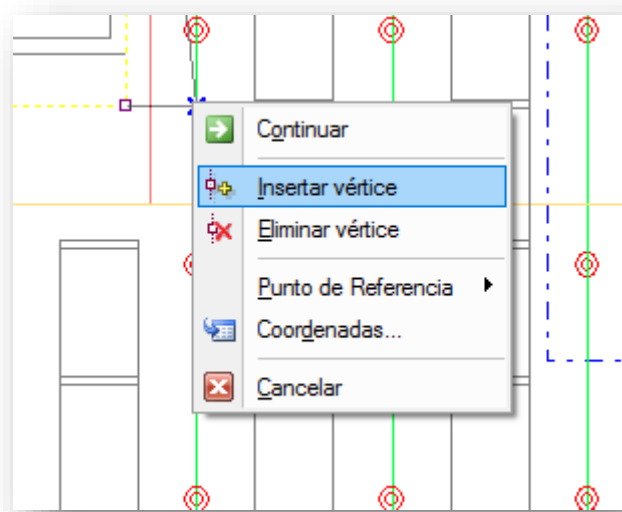 Continuar
Insertar vértice
Eliminar vértice
Punto de Referencia
Coordenadas...
Cancelar